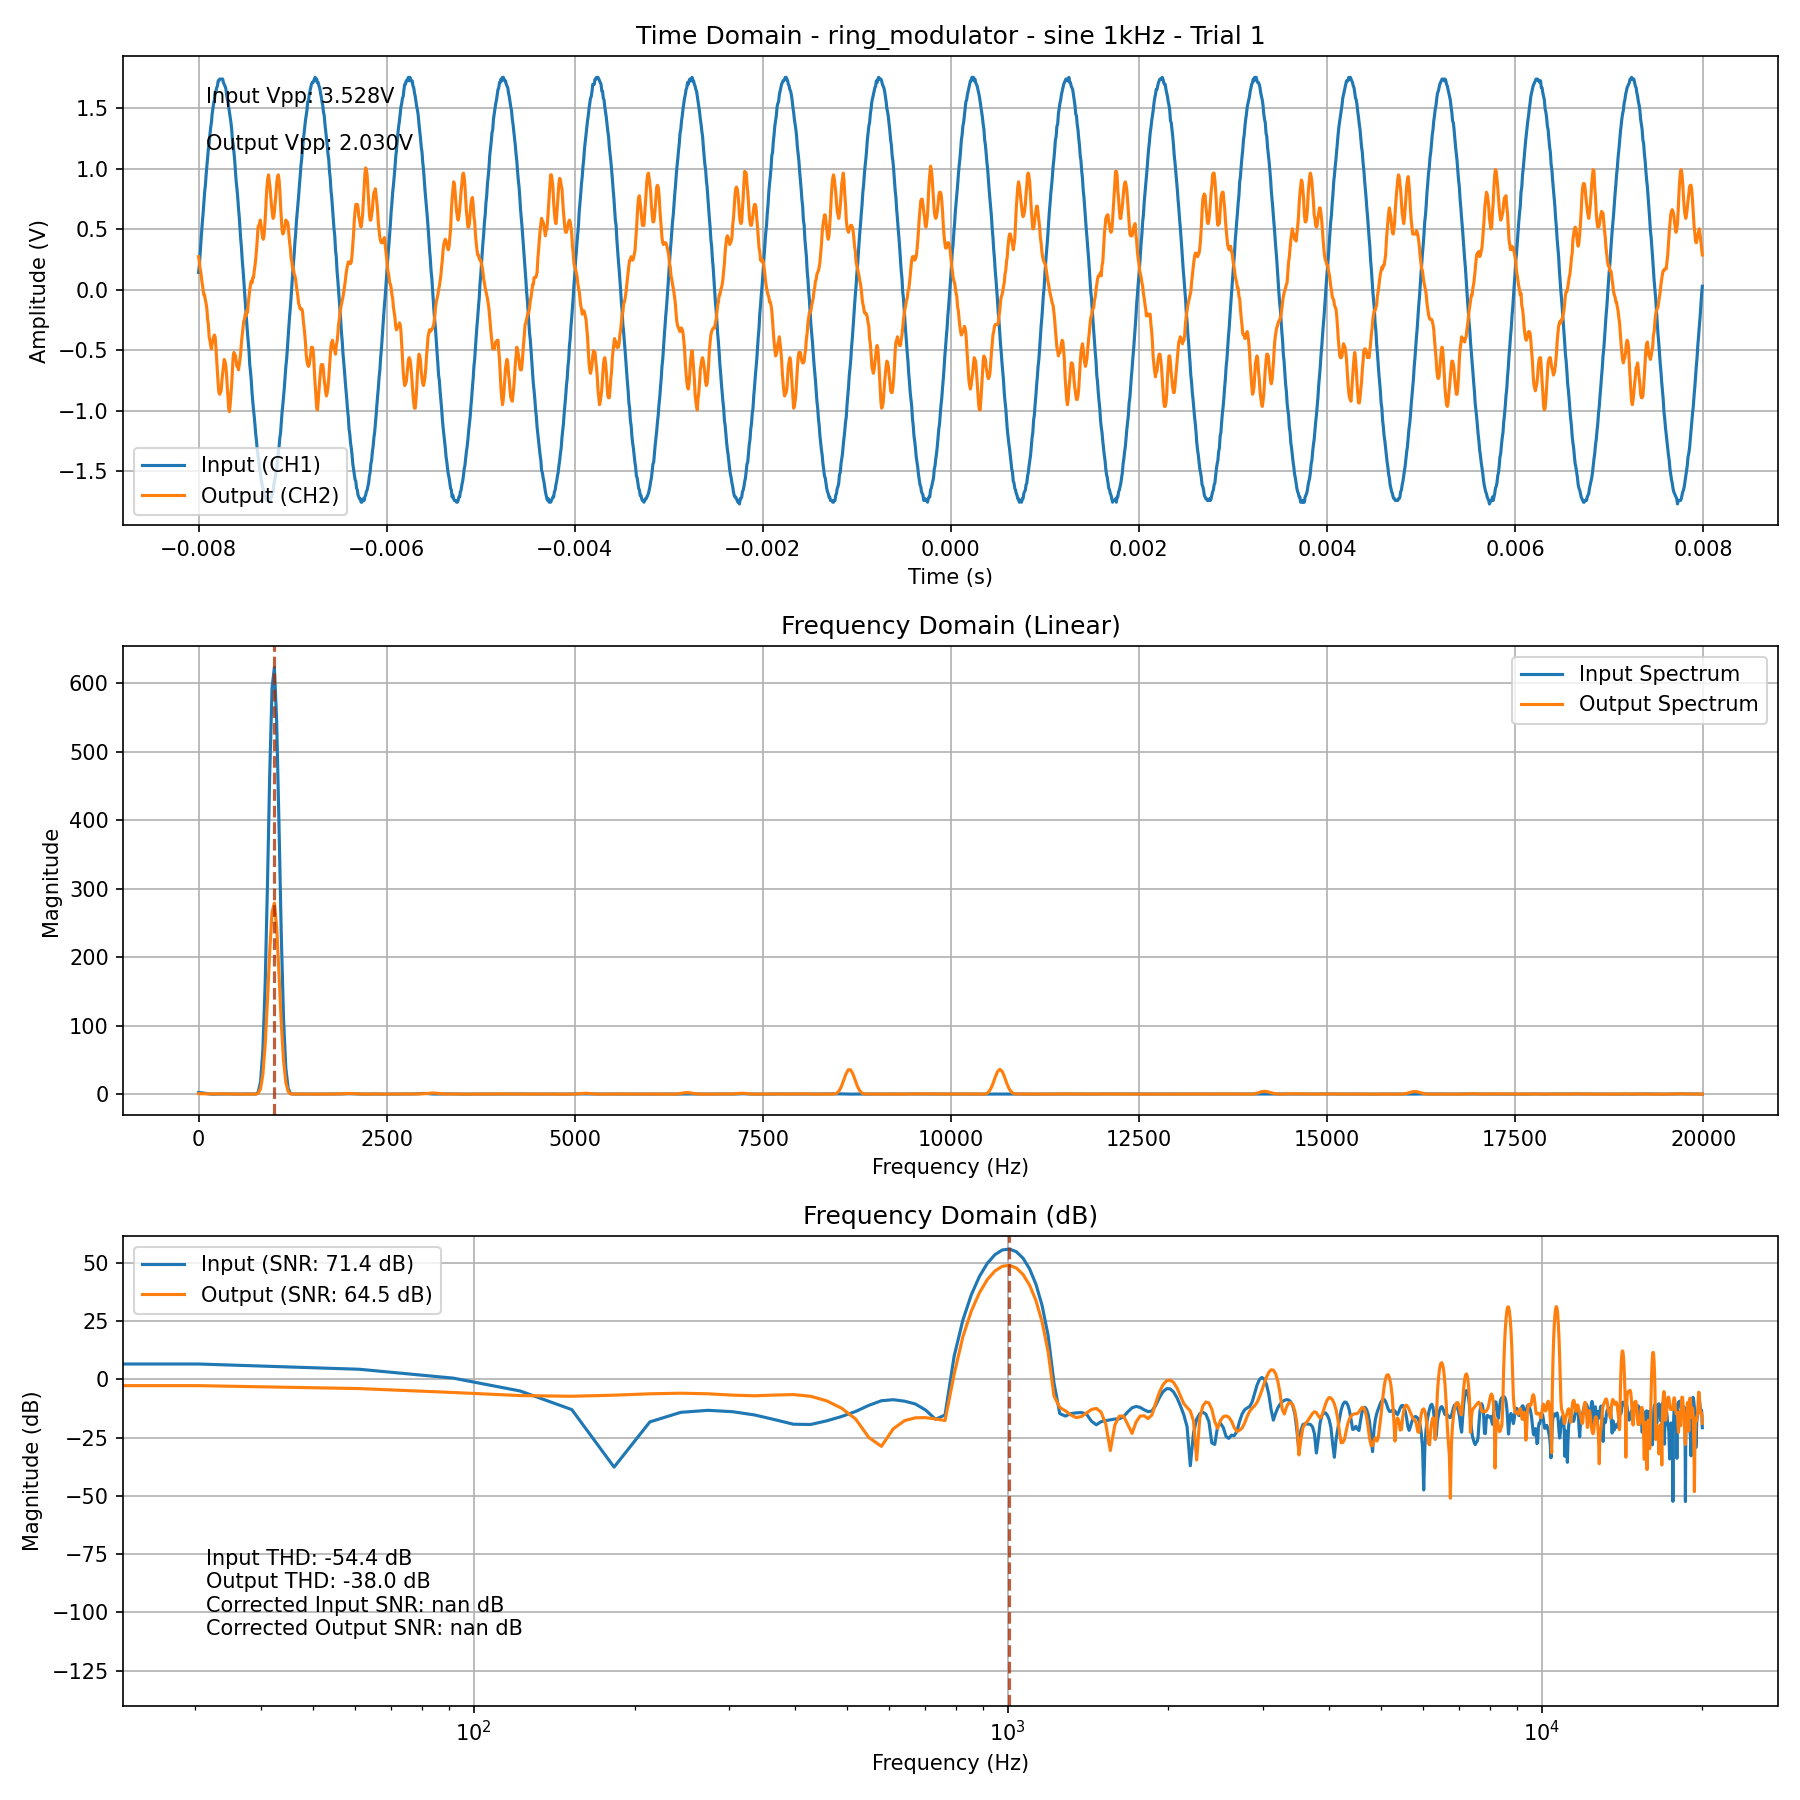 Time Domain - ring_modulator - sine 1kHz - Trial 1
Input Vpp: 3.528V
Output Vpp: 2.030V
1.5
1.0
0.5
0.0
−0.5
−1.0
−1.5
Amplitude (V)
Input (CH1)
Output (CH2)
−0.008 −0.006 −0.004 −0.002 0.000 0.002 0.004 0.006 0.008
Time (s)
Frequency Domain (Linear)
Input Spectrum
Output Spectrum
600
500
400
300
200
100
0
Magnitude
0 2500 5000 7500 10000 12500 15000 17500 20000
Frequency (Hz)
Frequency Domain (dB)
Input (SNR: 71.4 dB)
Output (SNR: 64.5 dB)
50
25
0
−25
−50
−75
−100
−125
Magnitude (dB)
Input THD: -54.4 dB
Output THD: -38.0 dB
Corrected Input SNR: nan dB
Corrected Output SNR: nan dB
10² 10³ 10⁴
Frequency (Hz)